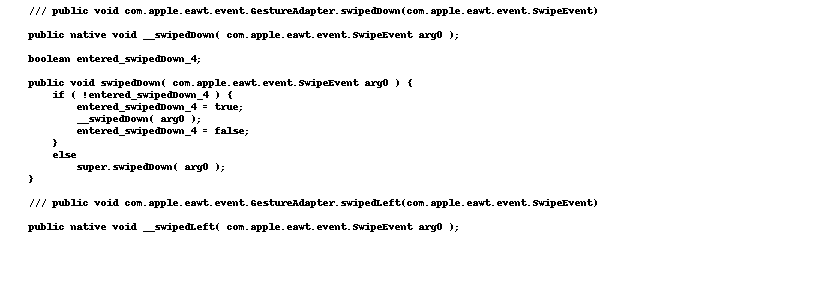 /// public void com.apple.eawt.event.GestureAdapter.swipedDown(com.apple.eawt.event.SwipeEvent)
public native void __swipedDown( com.apple.eawt.event.SwipeEvent arg0 );
boolean entered_swipedDown_4;
public void swipedDown( com.apple.eawt.event.SwipeEvent arg0 ) {
if ( !entered_swipedDown_4 ) {
entered_swipedDown_4 = true;
__swipedDown( arg0 );
entered_swipedDown_4 = false;
}
else
super.swipedDown( arg0 );
}
/// public void com.apple.eawt.event.GestureAdapter.swipedLeft(com.apple.eawt.event.SwipeEvent)
public native void __swipedLeft( com.apple.eawt.event.SwipeEvent arg0 );